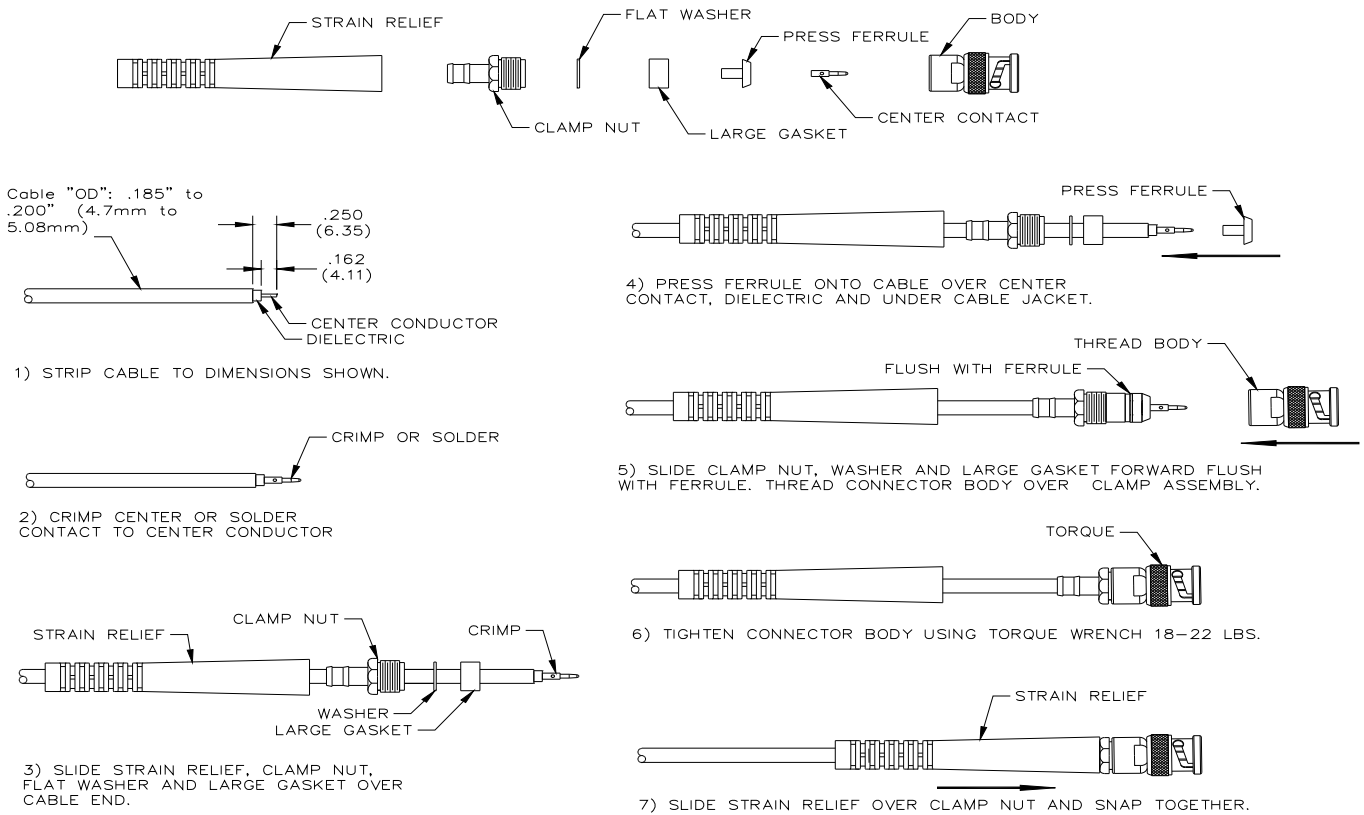 STRAIN RELIEF
FLAT WASHER
BODY
PRESS FERRULE
CLAMP NUT
LARGE GASKET
CENTER CONTACT
Cable "OD": .185" to
.200" (4.7mm to
5.08mm)
.250
(6.35)
.162
(4.11)
CENTER CONDUCTOR
DIELECTRIC
1) STRIP CABLE TO DIMENSIONS SHOWN.
CRIMP OR SOLDER
2) CRIMP CENTER OR SOLDER
CONTACT TO CENTER CONDUCTOR
STRAIN RELIEF
CLAMP NUT
CRIMP
WASHER
LARGE GASKET
3) SLIDE STRAIN RELIEF, CLAMP NUT,
FLAT WASHER AND LARGE GASKET OVER
CABLE END.
PRESS FERRULE
4) PRESS FERRULE ONTO CABLE OVER CENTER
CONTACT, DIELECTRIC AND UNDER CABLE JACKET.
THREAD BODY
FLUSH WITH FERRULE
5) SLIDE CLAMP NUT, WASHER AND LARGE GASKET FORWARD FLUSH
WITH FERRULE. THREAD CONNECTOR BODY OVER CLAMP ASSEMBLY.
TORQUE
6) TIGHTEN CONNECTOR BODY USING TORQUE WRENCH 18-22 LBS.
STRAIN RELIEF
7) SLIDE STRAIN RELIEF OVER CLAMP NUT AND SNAP TOGETHER.